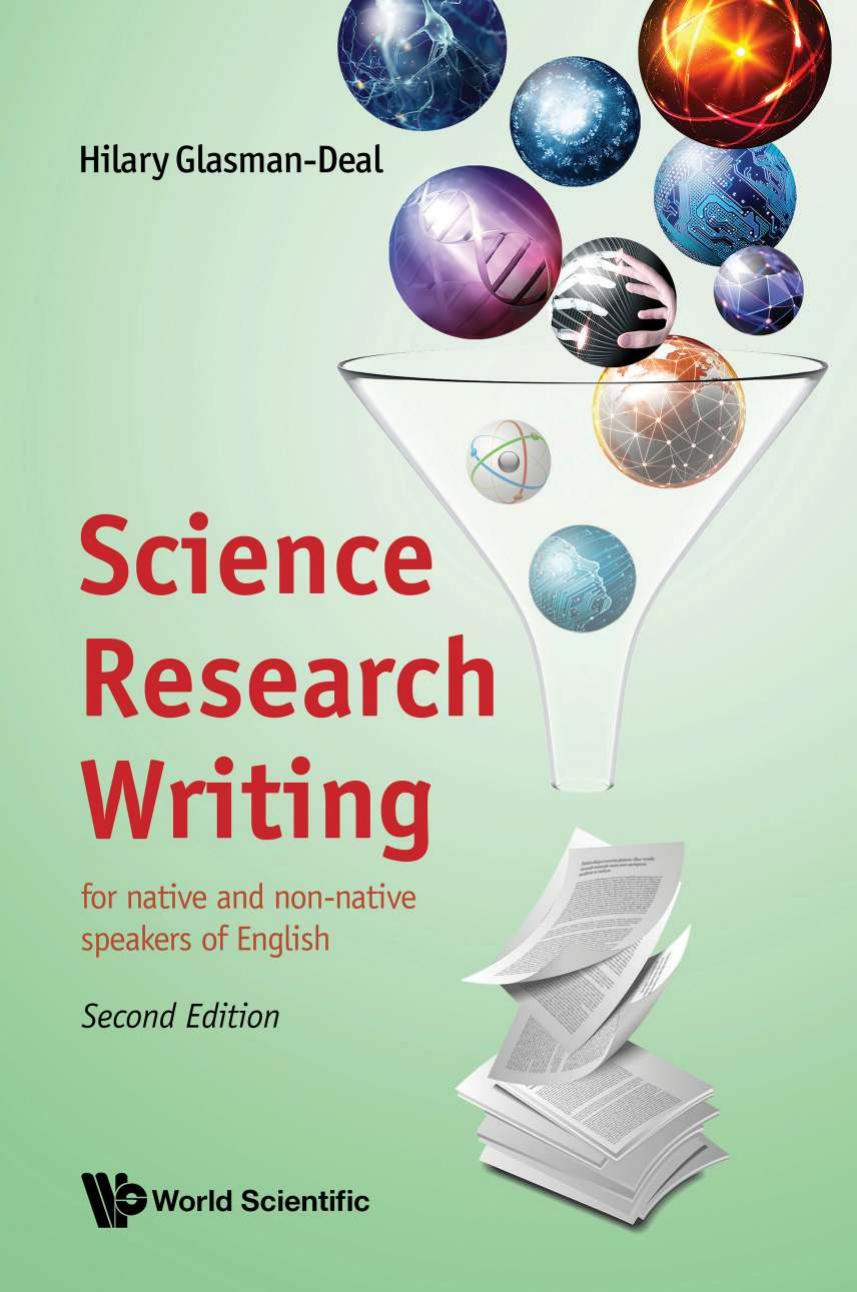 Hilary Glasman-Deal
Science
Research
Writing
for native and non-native
speakers of English
Second Edition
World Scientific